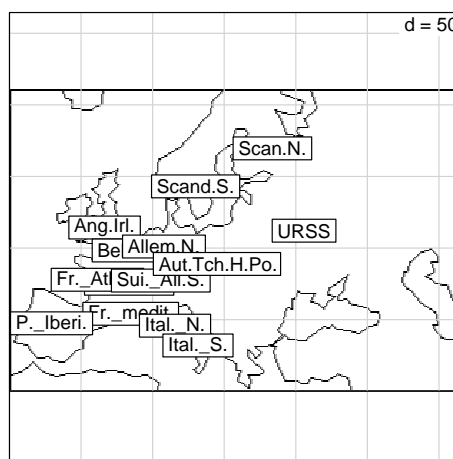 d = 50
Scan.N.
Scand.S.
Ang.Irl.
URSS
Be
Allem.N.
Aut.Tch.H.Po.
Fr._Atl
Sui._All.S.
Fr._medit.
P._Iberi.
Ital._N.
Ital._S.